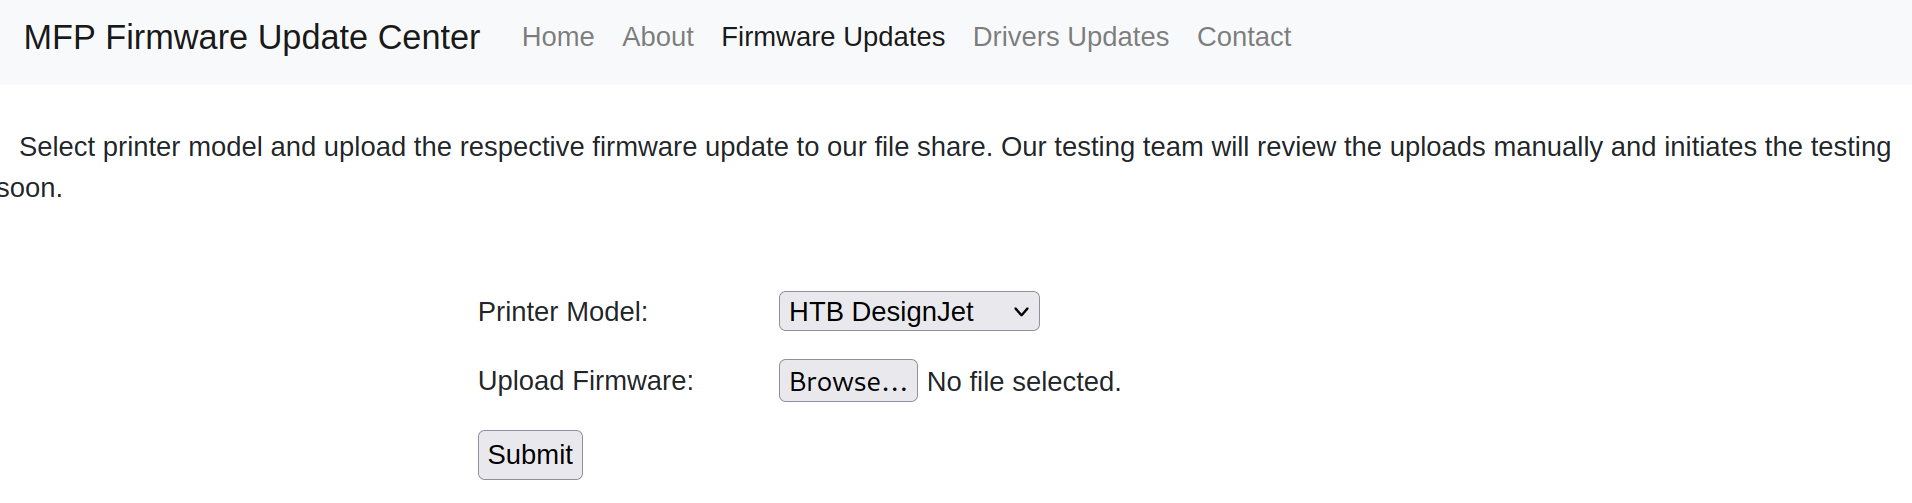 MFP Firmware Update Center Home About Firmware Updates Drivers Updates Contact
Select printer model and upload the respective firmware update to our file share. Our testing team will review the uploads manually and initiates the testing
soon.
Printer Model: HTB DesignJet
Upload Firmware: Browse... No file selected.
Submit